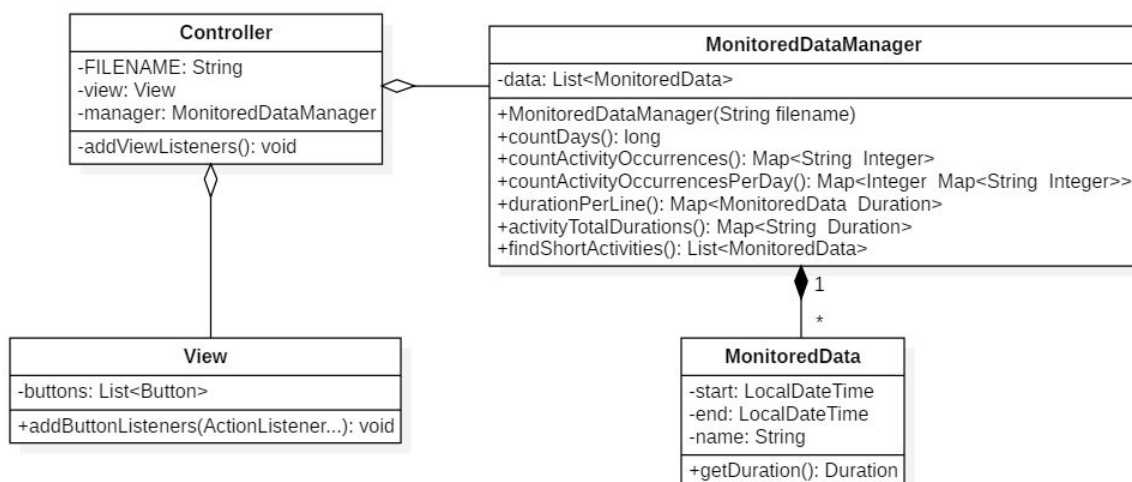 Controller
-FILENAME: String
-view: View
-manager: MonitoredDataManager
-addViewListeners(): void
MonitoredDataManager
-data: List<MonitoredData>
+MonitoredDataManager(String filename)
+countDays(): long
+countActivityOccurrences(): Map<String Integer>
+countActivityOccurrencesPerDay(): Map<Integer Map<String Integer>>
+durationPerLine(): Map<MonitoredData Duration>
+activityTotalDurations(): Map<String Duration>
+findShortActivities(): List<MonitoredData>
1
*
View
-buttons: List<Button>
+addButtonListeners(ActionListener...): void
MonitoredData
-start: LocalDateTime
-end: LocalDateTime
-name: String
+getDuration(): Duration